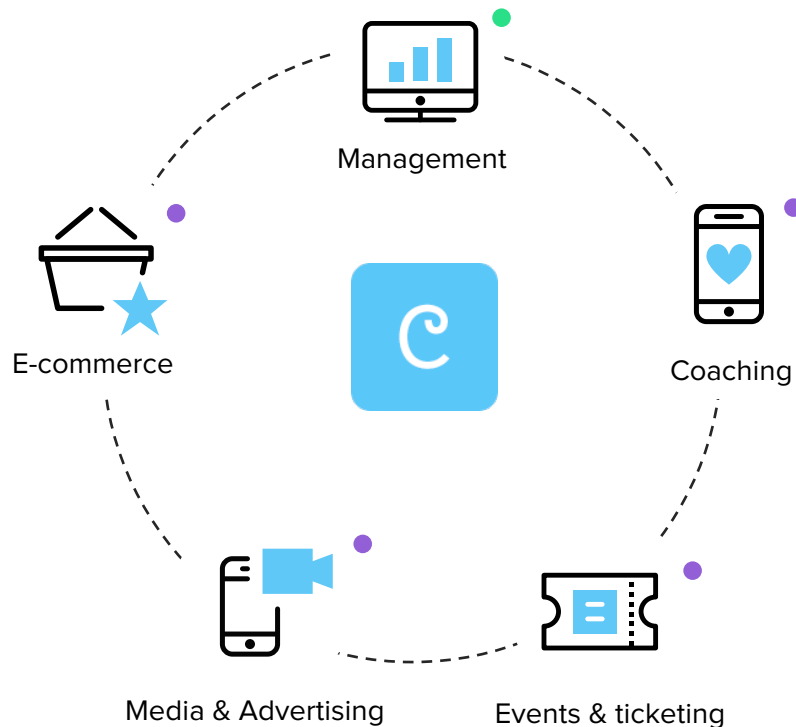 Management
E-commerce
C
Coaching
Media & Advertising
Events & ticketing